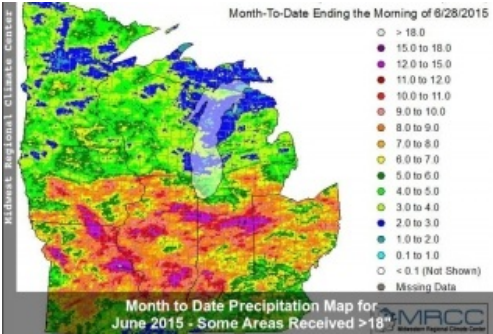 Month-To-Date Ending the Morning of 6/28/2015
Midwest Regional Climate Center
> 18.0
15.0 to 18.0
12.0 to 15.0
11.0 to 12.0
10.0 to 11.0
9.0 to 10.0
8.0 to 9.0
7.0 to 8.0
6.0 to 7.0
5.0 to 6.0
4.0 to 5.0
3.0 to 4.0
2.0 to 3.0
1.0 to 2.0
0.1 to 1.0
< 0.1 (Not Shown)
Missing Data
Month to Date Precipitation Map for
June 2015 - Some Areas Received >18"
MRCC
Midwestern Regional Climate Center